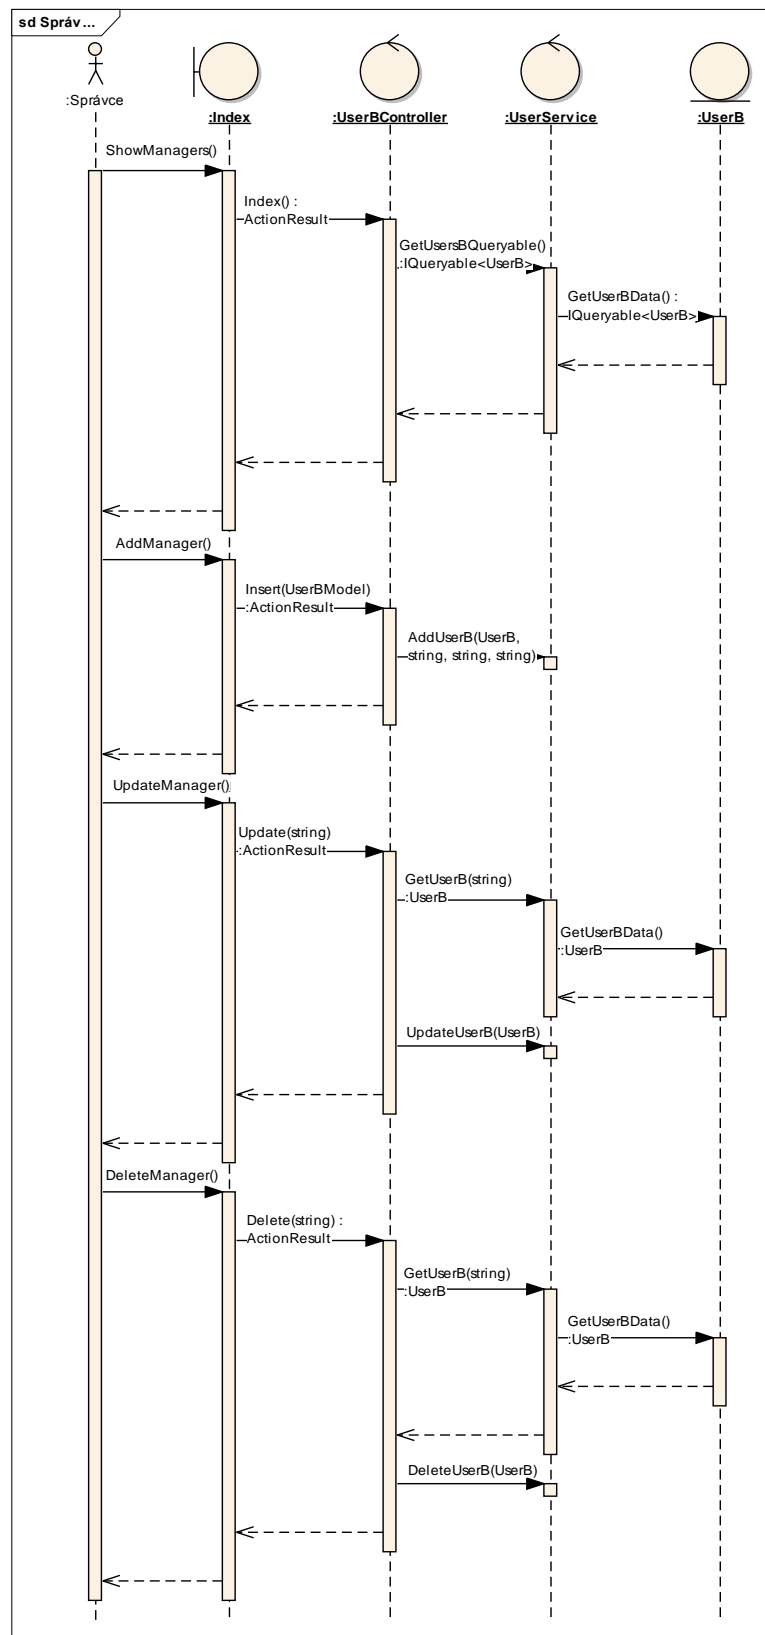 sd Správ...
:Správce
:Index
:UserBController
:UserService
:UserB
ShowManagers()
Index() :
ActionResult
GetUsersBQueryable()
:IQueryable<UserB>
GetUserBData() :
IQueryable<UserB>
AddManager()
Insert(UserBModel)
:ActionResult
AddUserB(UserB,
string, string, string)
UpdateManager()
Update(string)
:ActionResult
GetUserB(string)
:UserB
GetUserBData()
:UserB
UpdateUserB(UserB)
DeleteManager()
Delete(string) :
ActionResult
GetUserB(string)
:UserB
GetUserBData()
:UserB
DeleteUserB(UserB)